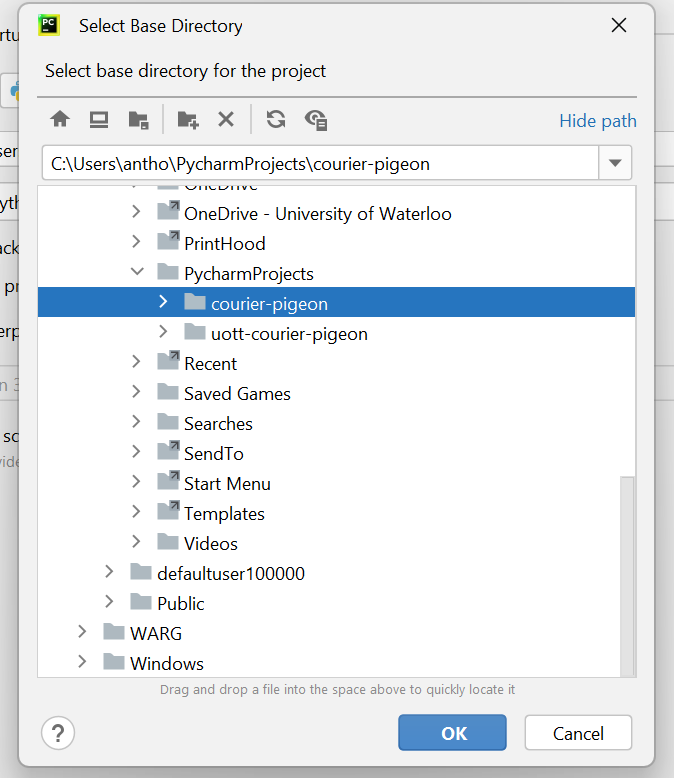 PC
Select Base Directory
Select base directory for the project
Hide path
C:\Users\antho\PycharmProjects\courier-pigeon
OneDrive
OneDrive - University of Waterloo
PrintHood
PycharmProjects
courier-pigeon
uott-courier-pigeon
Recent
Saved Games
Searches
SendTo
Start Menu
Templates
Videos
defaultuser100000
Public
WARG
Windows
Drag and drop a file into the space above to quickly locate it
?
OK
Cancel